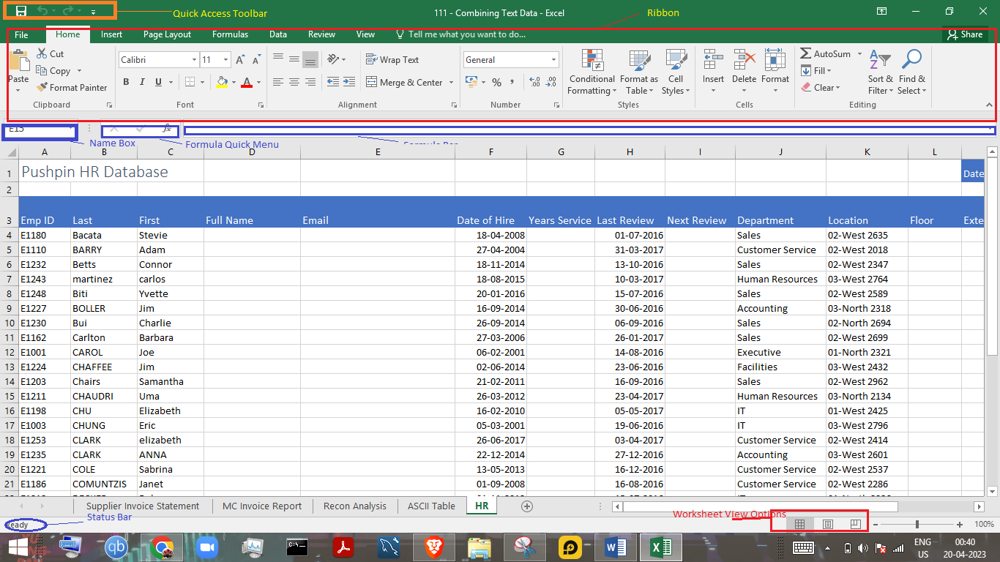 Quick Access Toolbar 111 - Combining Text Data - Excel Ribbon
File Home Insert Page Layout Formulas Data Review View Tell me what you want to do... Share
Cut Calibri 11 Wrap Text General AutoSum
Copy Fill
Paste Format Painter B I U Merge & Center % , Conditional Formatting Format as Table Cell Styles Insert Delete Format Clear Sort & Filter Find & Select
Clipboard Font Alignment Number Styles Cells Editing
E15 fx
Name Box Formula Quick Menu Formula Bar
A B C D E F G H I J K L
1 Pushpin HR Database Date
2
3 Emp ID Last First Full Name Email Date of Hire Years Service Last Review Next Review Department Location Floor Exte
4 E1180 Bacata Stevie 18-04-2008 01-07-2016 Sales 02-West 2635
5 E1110 BARRY Adam 27-04-2004 31-03-2017 Customer Service 02-West 2018
6 E1232 Betts Connor 18-11-2014 13-10-2016 Sales 02-West 2347
7 E1243 martinez carlos 18-08-2015 10-03-2017 Human Resources 03-West 2764
8 E1248 Biti Yvette 20-01-2016 15-07-2016 Sales 02-West 2589
9 E1227 BOLLER Jim 16-09-2014 30-06-2016 Accounting 03-North 2318
10 E1230 Bui Charlie 26-09-2014 06-09-2016 Sales 02-North 2694
11 E1162 Carlton Barbara 27-03-2006 26-01-2017 Sales 02-West 2699
12 E1001 CAROL Joe 06-02-2001 14-08-2016 Executive 01-North 2321
13 E1224 CHAFFEE Jim 02-06-2014 23-06-2016 Facilities 03-West 2432
14 E1203 Chairs Samantha 21-02-2011 16-09-2016 Sales 02-West 2962
15 E1211 CHAUDRI Uma 26-03-2012 23-04-2017 Human Resources 03-North 2134
16 E1198 CHU Elizabeth 16-02-2010 05-05-2017 IT 01-West 2425
17 E1003 CHUNG Eric 05-03-2001 19-06-2016 IT 03-West 2796
18 E1253 CLARK elizabeth 26-06-2017 03-04-2017 Customer Service 02-West 2414
19 E1235 CLARK ANNA 22-12-2014 27-12-2016 Accounting 03-West 2601
20 E1221 COLE Sabrina 13-05-2013 16-12-2016 Customer Service 02-West 2537
21 E1186 COMUNTZIS Janet 01-09-2008 16-08-2016 Customer Service 02-West 2286
Supplier Invoice Statement MC Invoice Report Recon Analysis ASCII Table HR
Status Bar Worksheet View Options
eady 100%
qb C:\_ W X ENG 00:40
US 20-04-2023